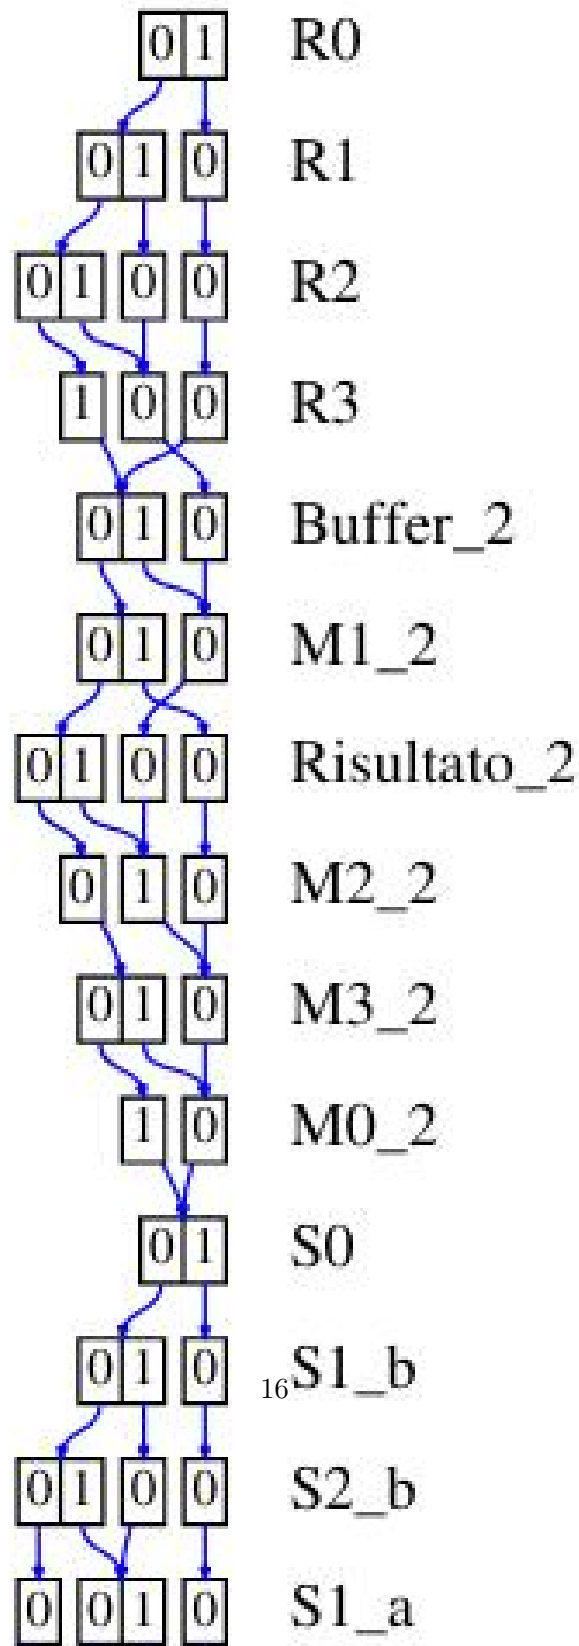 0 1 R0
0 1 0 R1
0 1 0 0 R2
1 0 0 R3
0 1 0 Buffer_2
0 1 0 M1_2
0 1 0 0 Risultato_2
0 1 0 M2_2
0 1 0 M3_2
1 0 M0_2
0 1 S0
0 1 0 16 S1_b
0 1 0 0 S2_b
0 0 1 0 S1_a